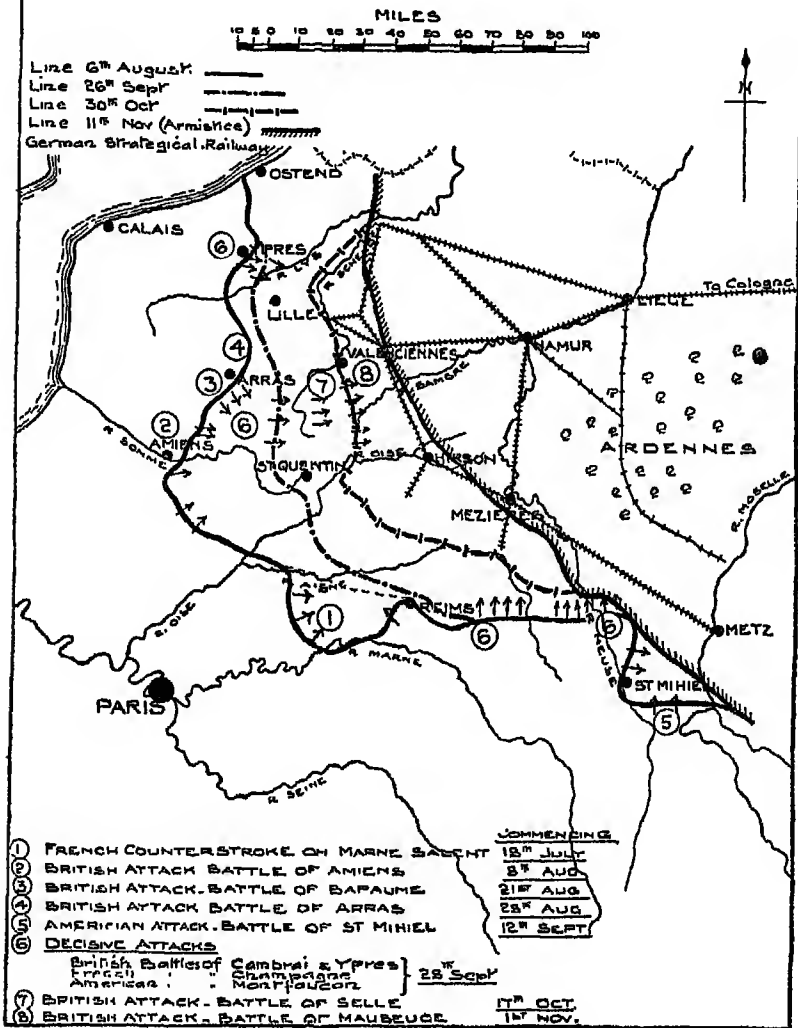 MILES
10 5 0 10 20 30 40 50 60 70 80 90 100
Line 6th August
Line 26th Sept
Line 30th Oct
Line 11th Nov (Armistice)
German Strategical Railway
N
OSTEND
CALAIS
6 YPRES
R LYS
R SCHE
To Cologne
LIEGE
LILLE
4
VALENCIENNES
NAMUR
3 ARRAS
7
8
SAMBRE
6
2
AMIENS
R SOMME
ARDENNES
ST QUENTIN
R OISE
HIRSON
R. MOSELLE
MEZIERES
AISNE
R. OISE
1
REIMS
6
6
METZ
R MARNE
MEUSE
ST MIHIEL
PARIS
5
R SEINE
COMMENCING
1 FRENCH COUNTERSTROKE ON MARNE SALENT 18th JULY
2 BRITISH ATTACK BATTLE OF AMIENS 8th AUG
3 BRITISH ATTACK-BATTLE OF BAPAUME 21st AUG
4 BRITISH ATTACK BATTLE OF ARRAS 28th AUG
5 AMERICIAN ATTACK-BATTLE OF ST MIHIEL 12th SEPT
6 DECISIVE ATTACKS
British Battles of Cambrai & Ypres
French " " Champagne 28th Sept
American " " Montfaucon
7 BRITISH ATTACK-BATTLE OF SELLE 17th OCT.
8 BRITISH ATTACK-BATTLE OF MAUBEUGE 1st NOV.